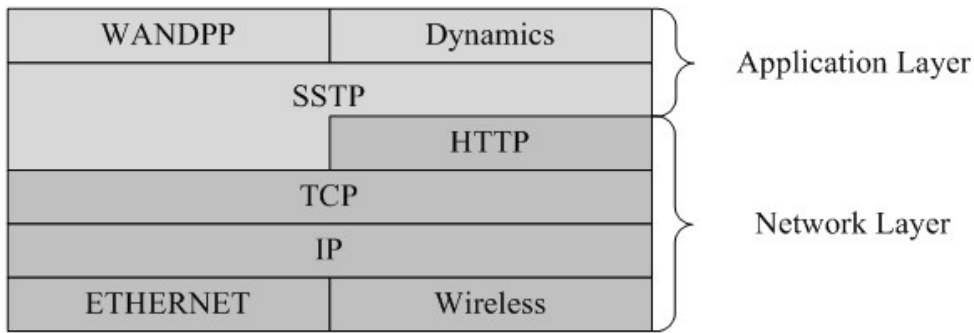 WANDPP
Dynamics
Application Layer
SSTP
HTTP
TCP
Network Layer
IP
ETHERNET
Wireless